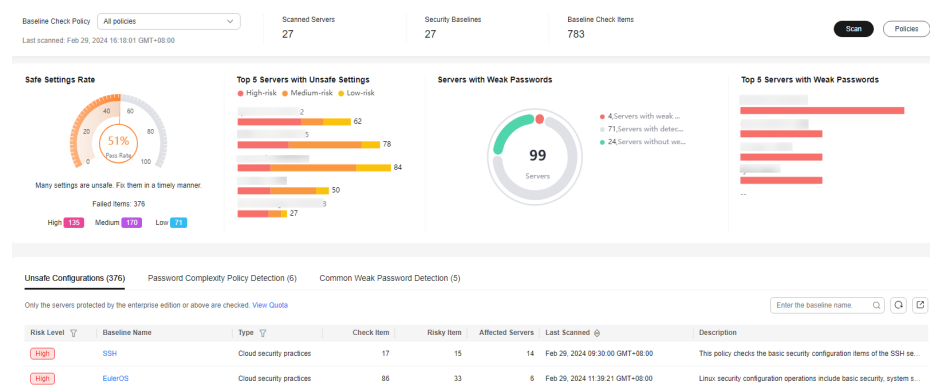 Baseline Check Policy All policies
Scanned Servers
Security Baselines
Baseline Check Items
27
27
783
Scan
Policies
Last scanned: Feb 29, 2024 16:18:01 GMT+08:00
Safe Settings Rate
Top 5 Servers with Unsafe Settings
Servers with Weak Passwords
Top 5 Servers with Weak Passwords
High-risk Medium-risk Low-risk
0
20
40
60
80
100
51%
Pass Rate
Many settings are unsafe. Fix them in a timely manner.
Failed Items: 376
High 135 Medium 170 Low 71
2
62
5
78
84
50
3
27
99
Servers
4,Servers with weak ...
71,Servers with detec...
24,Servers without we...
--
Unsafe Configurations (376)
Password Complexity Policy Detection (6)
Common Weak Password Detection (5)
Only the servers protected by the enterprise edition or above are checked. View Quota
Enter the baseline name.
Risk Level Baseline Name Type Check Item Risky Item Affected Servers Last Scanned Description
High SSH Cloud security practices 17 15 14 Feb 29, 2024 09:30:00 GMT+08:00 This policy checks the basic security configuration items of the SSH se...
High EulerOS Cloud security practices 86 33 6 Feb 29, 2024 11:39:21 GMT+08:00 Linux security configuration operations include basic security, system s...